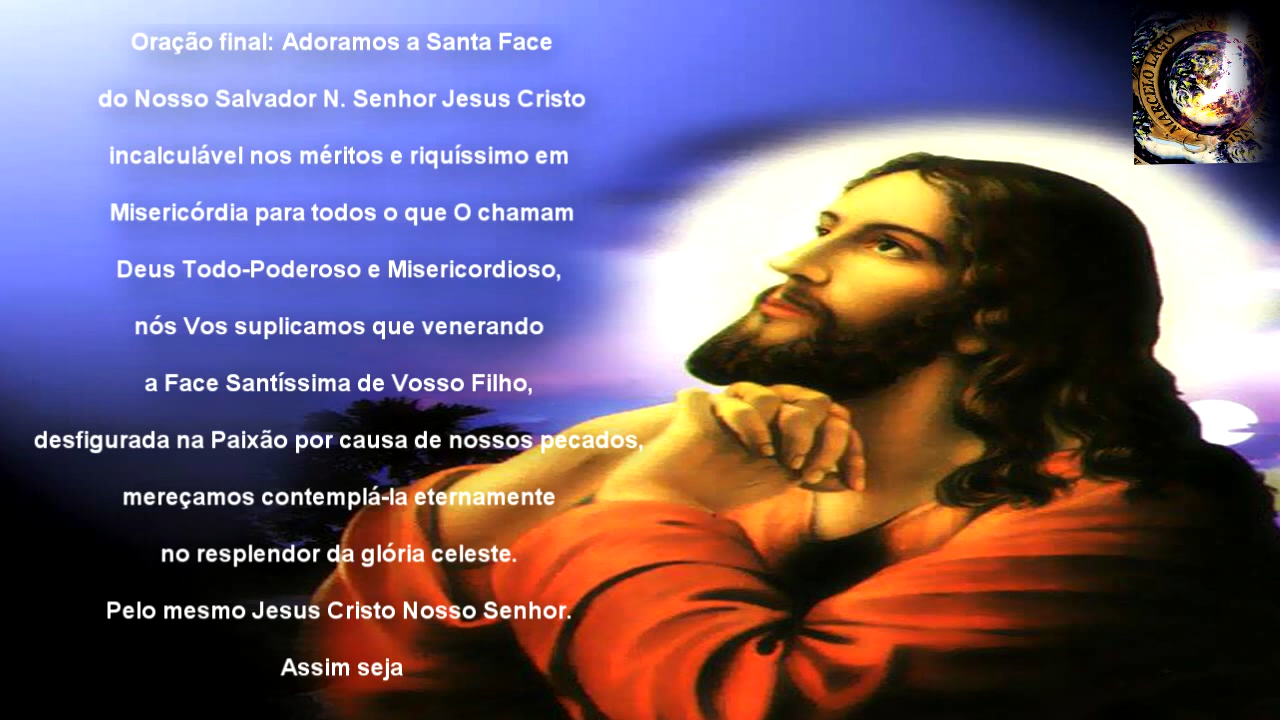 Oração final: Adoramos a Santa Face
do Nosso Salvador N. Senhor Jesus Cristo
incalculável nos méritos e riquíssimo em
Misericórdia para todos o que O chamam
Deus Todo-Poderoso e Misericordioso,
nós Vos suplicamos que venerando
a Face Santíssima de Vosso Filho,
desfigurada na Paixão por causa de nossos pecados,
mereçamos contemplá-la eternamente
no resplendor da glória celeste.
Pelo mesmo Jesus Cristo Nosso Senhor.
Assim seja
MARCELO LAGO